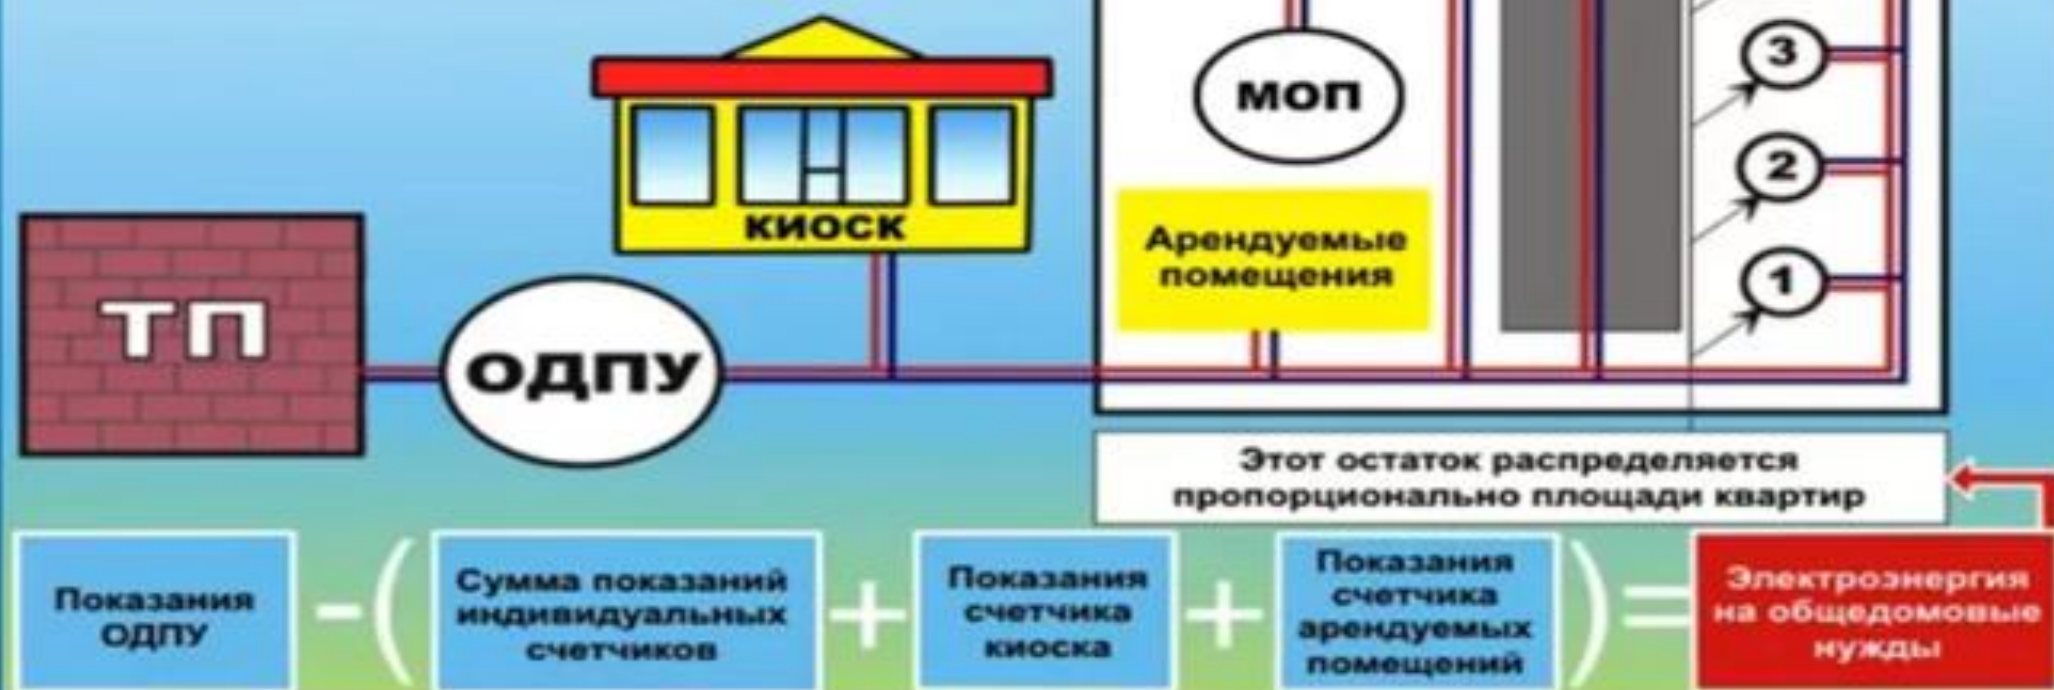 3
МОП
2
КИОСК
Арендуемые
помещения
1
ТП
ОДПУ
Этот остаток распределяется
пропорционально площади квартир
Показания
ОДПУ
-(
Сумма показаний
индивидуальных
счетчиков
+
Показания
счетчика
киоска
+
Показания
счетчика
арендуемых
помещений
)=
Электроэнергия
на общедомовые
нужды